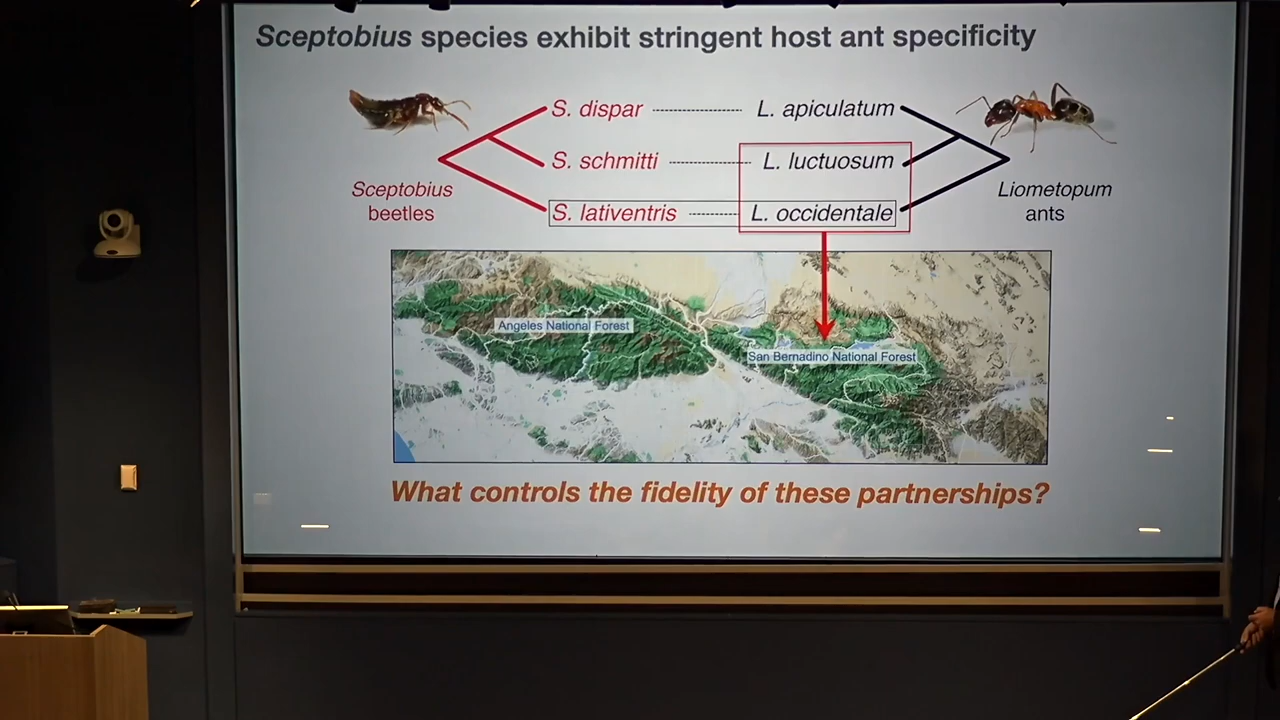 Sceptobius species exhibit stringent host ant specificity
S. dispar L. apiculatum
S. schmitti L. luctuosum
Sceptobius beetles
Liometopum ants
S. lativentris L. occidentale
Angeles National Forest
San Bernadino National Forest
What controls the fidelity of these partnerships?